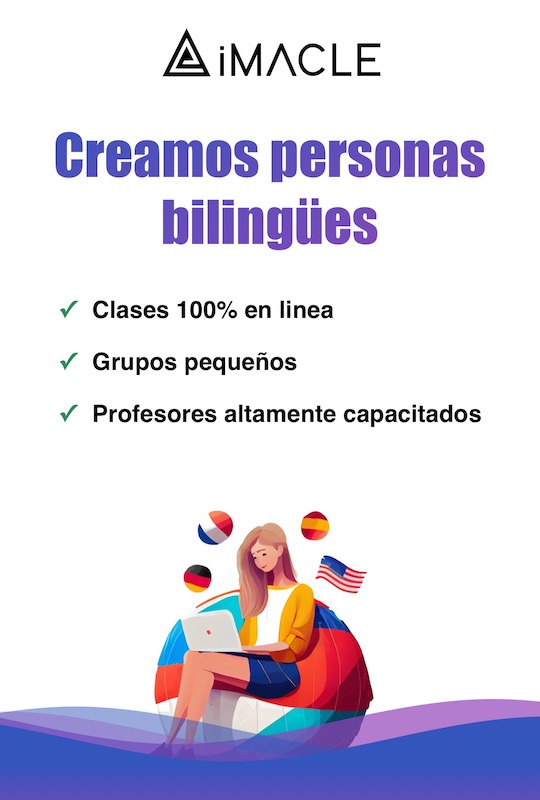 iMACLE
Creamos personas
bilingües
Clases 100% en linea
Grupos pequeños
Profesores altamente capacitados